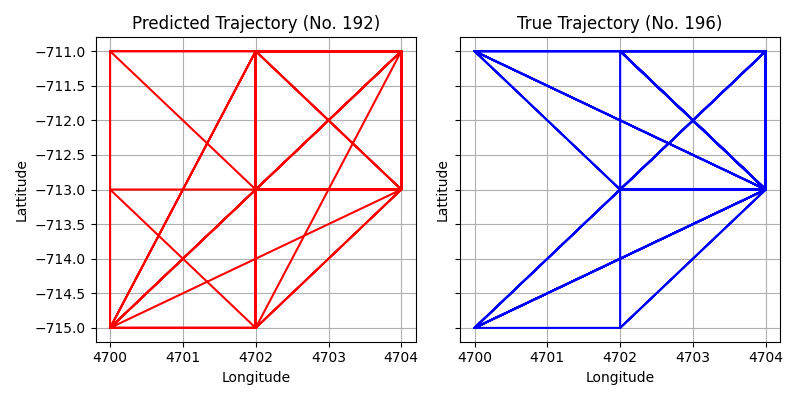 Predicted Trajectory (No. 192)
True Trajectory (No. 196)
−711.0
−711.5
−712.0
−712.5
−713.0
−713.5
−714.0
−714.5
−715.0
Lattitude
Lattitude
4700 4701 4702 4703 4704
4700 4701 4702 4703 4704
Longitude
Longitude